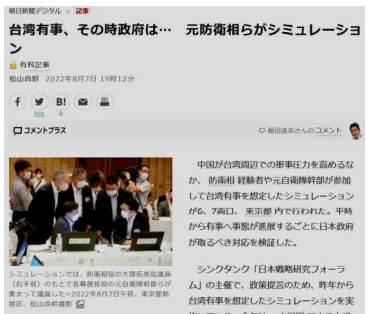 朝日新聞デジタル > 記事
台湾有事、その時政府は… 元防衛相らがシミュレーショ
ン
有料記事
松山尚幹 2022年8月7日 19時12分
f B!
list 0
コメントプラス
藤田直央さんのコメント
中国が台湾周辺での軍事圧力を高めるな
か、防衛相経験者や元自衛隊幹部が参加
して台湾有事を想定したシミュレーション
が6、7両日、東京都内で行われた。平時
から有事へ事態が進展するごとに日本政府
が取るべき対応を検証した。
シンクタンク「日本戦略研究フォーラ
ム」の主催で、政策提言のため、昨年から
台湾有事を想定したシミュレーションを実
シミュレーションでは、防衛相役の大塚拓衆院議員
(右手前)のもとで各幕僚長役の元自衛隊幹部らが
集まって議論した=2022年8月7日午前、東京都新
宿区、松山尚幹撮影